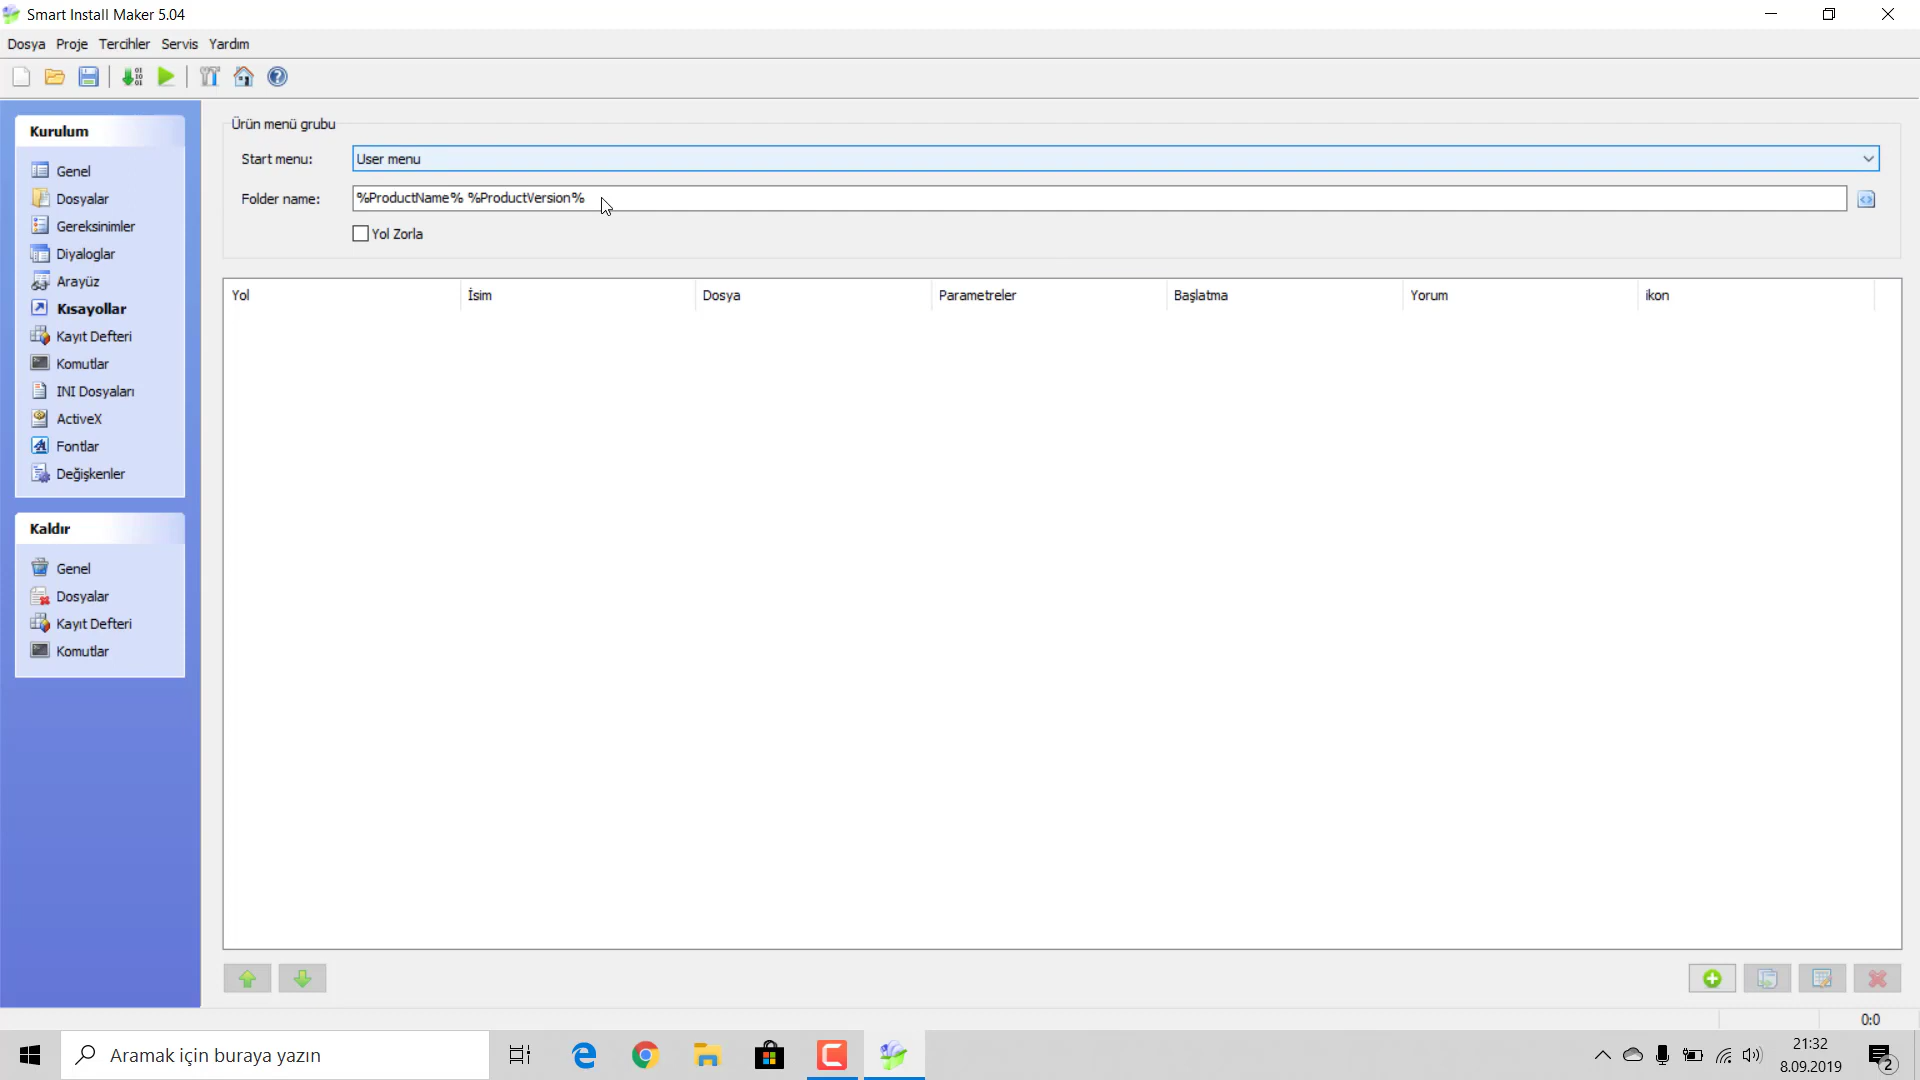 Smart Install Maker 5.04
Dosya Proje Tercihler Servis Yardım
Kurulum
Genel
Dosyalar
Gereksinimler
Diyaloglar
Arayüz
Kısayollar
Kayıt Defteri
Komutlar
INI Dosyaları
ActiveX
Fontlar
Değişkenler
Kaldır
Genel
Dosyalar
Kayıt Defteri
Komutlar
Ürün menü grubu
Start menu: User menu
Folder name: %ProductName% %ProductVersion%
Yol Zorla
Yol İsim Dosya Parametreler Başlatma Yorum ikon
0:0
Aramak için buraya yazın
21:32
8.09.2019
2